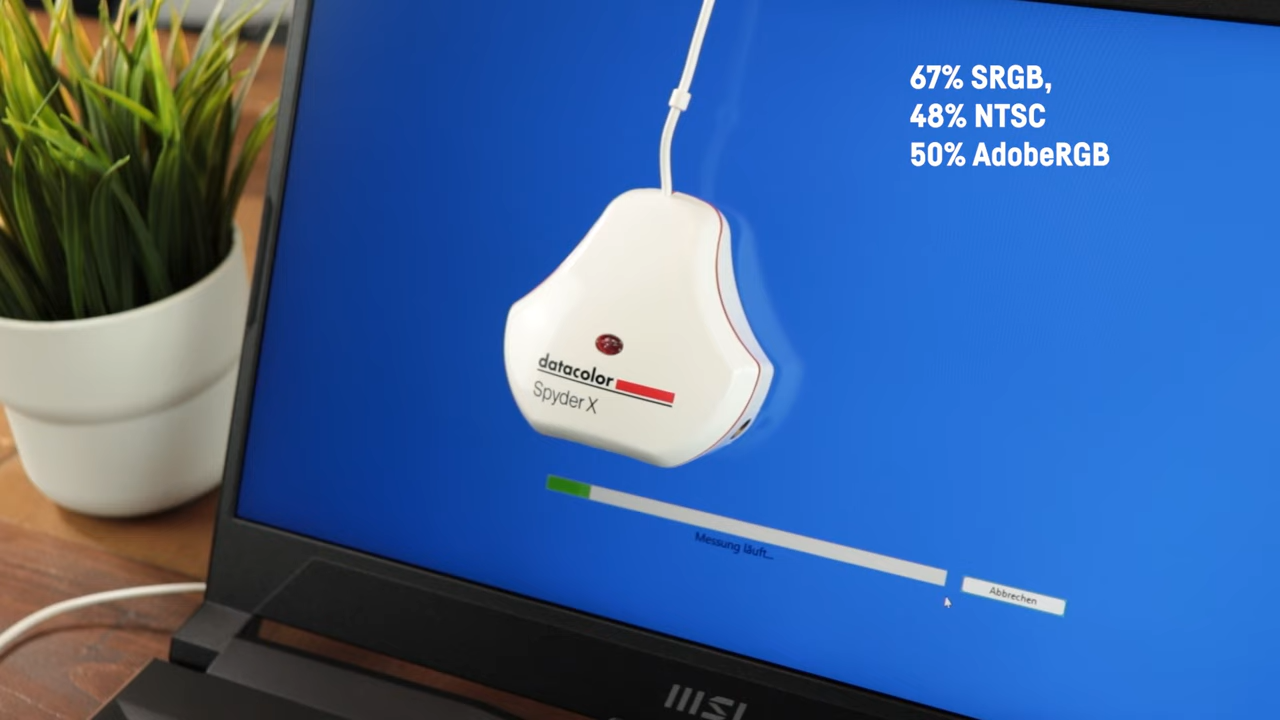 67% SRGB,
48% NTSC
50% AdobeRGB
datacolor
Spyder X
Messung läuft...
Abbrechen
msi